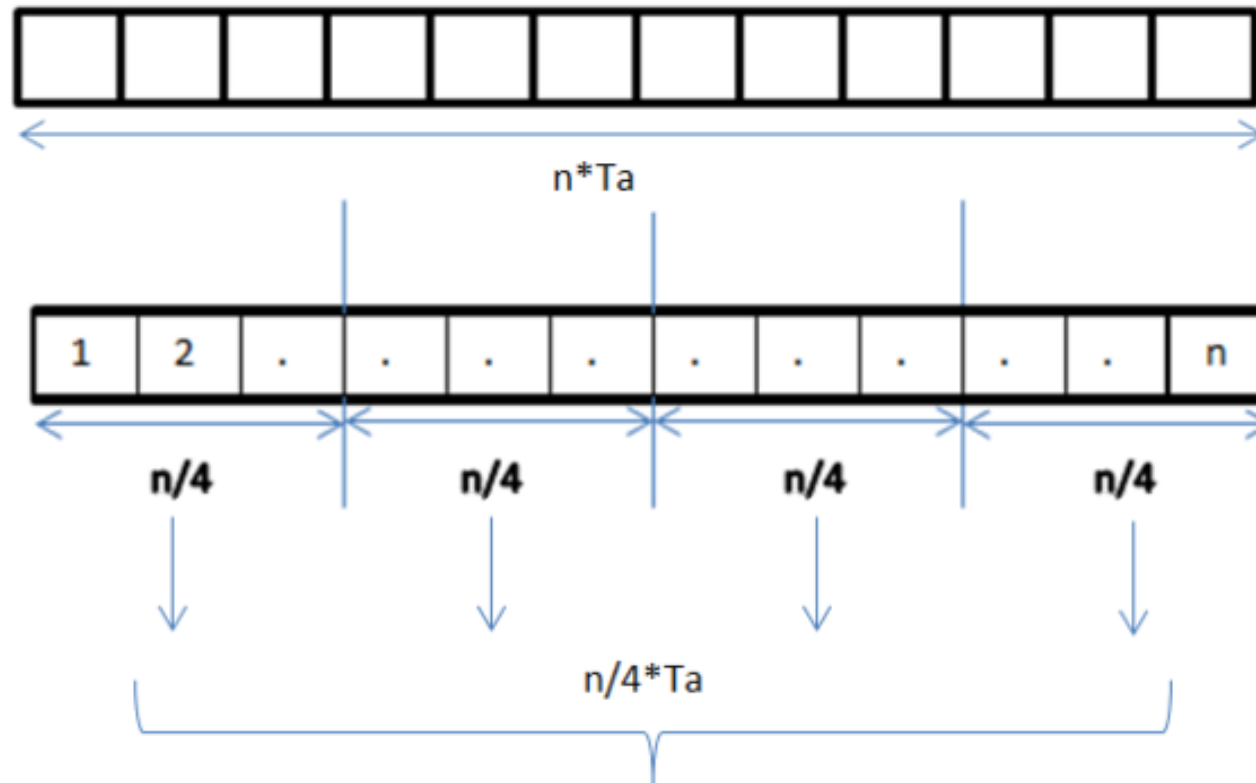 n*Ta
1 2 . . . . . . . . . n
n/4 n/4 n/4 n/4
n/4*Ta